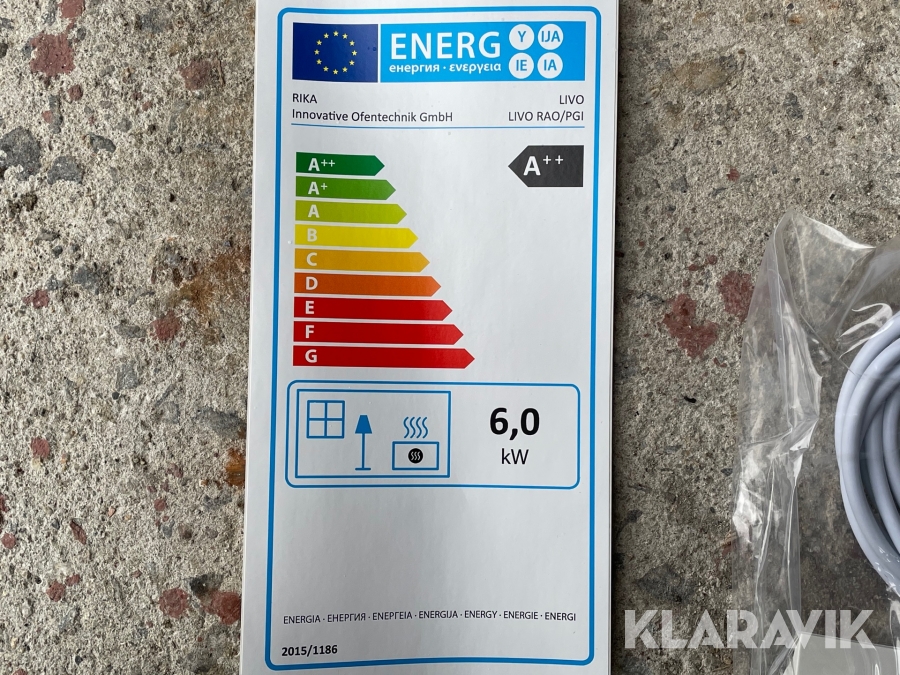 ENERG Y IJA IE IA
енергия · ενεργεια
RIKA
LIVO
Innovative Ofentechnik GmbH
LIVO RAO/PGI
A++
A++
A+
A
B
C
D
E
F
G
6,0
kW
ENERGIA · ЕНЕРГИЯ · ΕΝΕΡΓΕΙΑ · ENERGIJA · ENERGY · ENERGIE · ENERGI
2015/1186
KLARAVIK